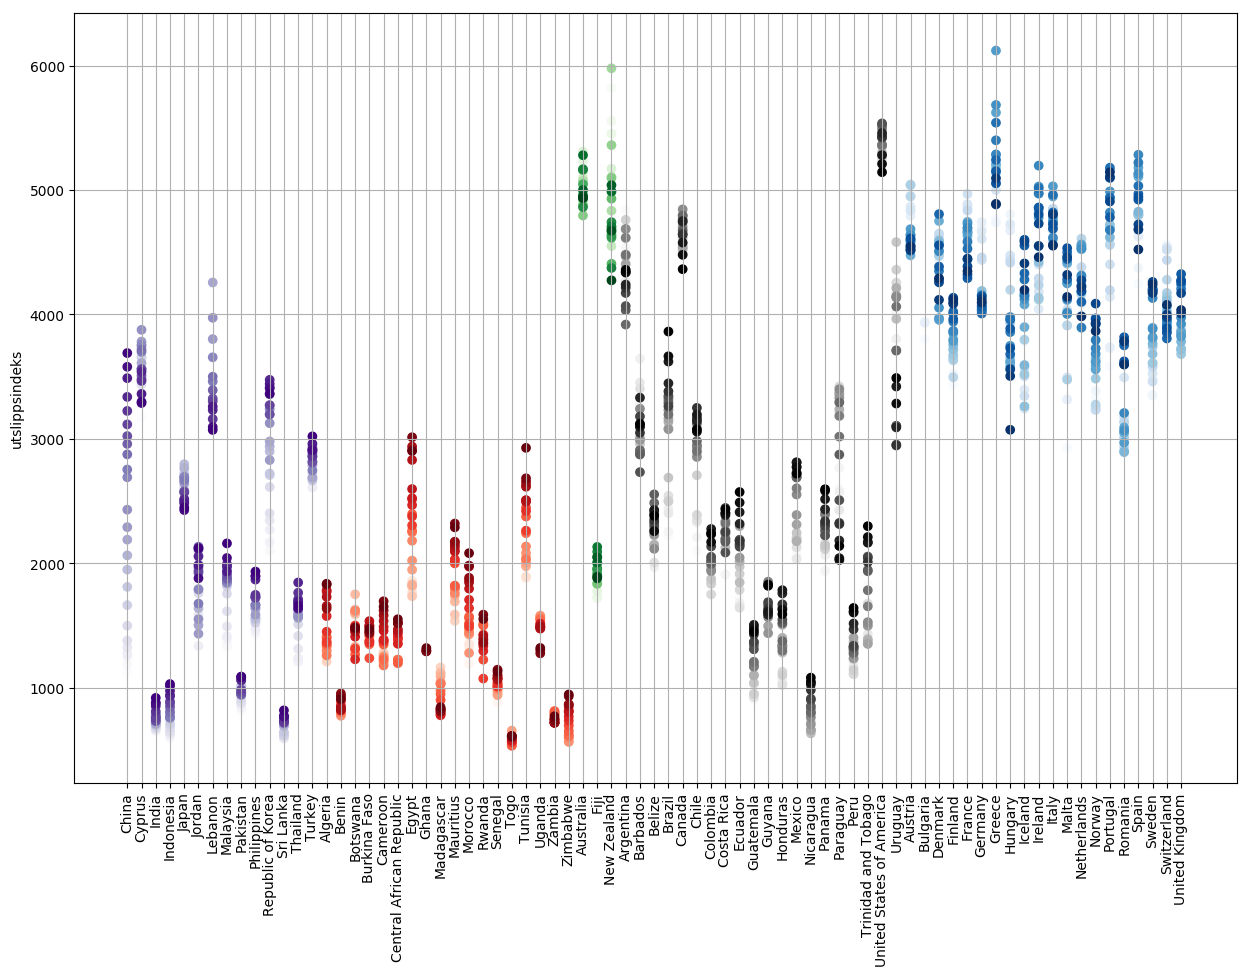 6000
5000
4000
3000
2000
1000
utslippsindeks
China
Cyprus
India
Indonesia
Japan
Jordan
Lebanon
Malaysia
Pakistan
Philippines
Republic of Korea
Sri Lanka
Thailand
Turkey
Algeria
Benin
Botswana
Burkina Faso
Cameroon
Central African Republic
Egypt
Ghana
Madagascar
Mauritius
Morocco
Rwanda
Senegal
Togo
Tunisia
Uganda
Zambia
Zimbabwe
Australia
Fiji
New Zealand
Argentina
Barbados
Belize
Brazil
Canada
Chile
Colombia
Costa Rica
Ecuador
Guatemala
Guyana
Honduras
Mexico
Nicaragua
Panama
Paraguay
Peru
Trinidad and Tobago
United States of America
Uruguay
Austria
Bulgaria
Denmark
Finland
France
Germany
Greece
Hungary
Iceland
Ireland
Italy
Malta
Netherlands
Norway
Portugal
Romania
Spain
Sweden
Switzerland
United Kingdom